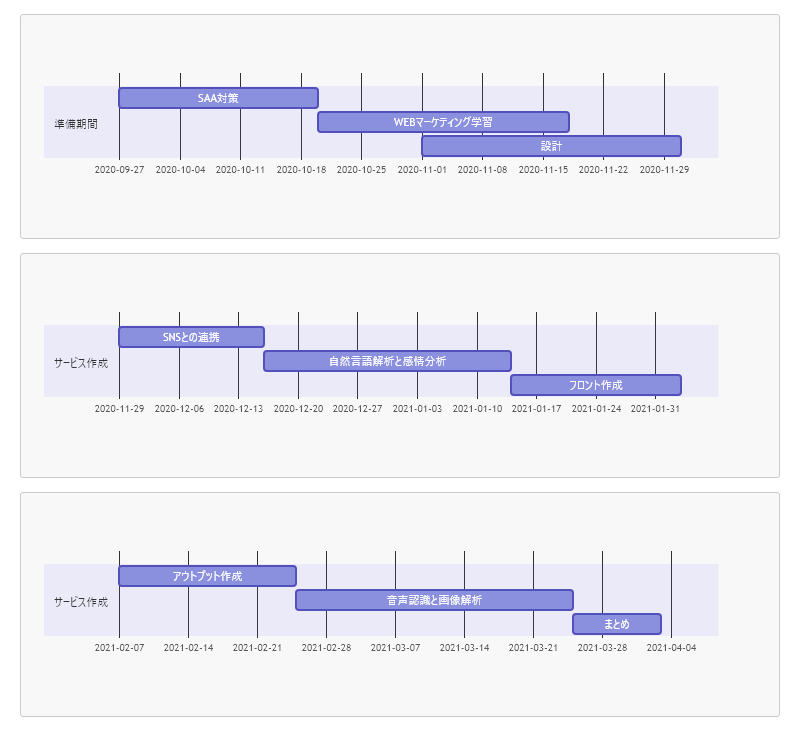 SAA対策
WEBマーケティング学習
準備期間
設計
2020-09-27 2020-10-04 2020-10-11 2020-10-18 2020-10-25 2020-11-01 2020-11-08 2020-11-15 2020-11-22 2020-11-29
SNSとの連携
自然言語解析と感情分析
サービス作成
フロント作成
2020-11-29 2020-12-06 2020-12-13 2020-12-20 2020-12-27 2021-01-03 2021-01-10 2021-01-17 2021-01-24 2021-01-31
アウトプット作成
音声認識と画像解析
サービス作成
まとめ
2021-02-07 2021-02-14 2021-02-21 2021-02-28 2021-03-07 2021-03-14 2021-03-21 2021-03-28 2021-04-04